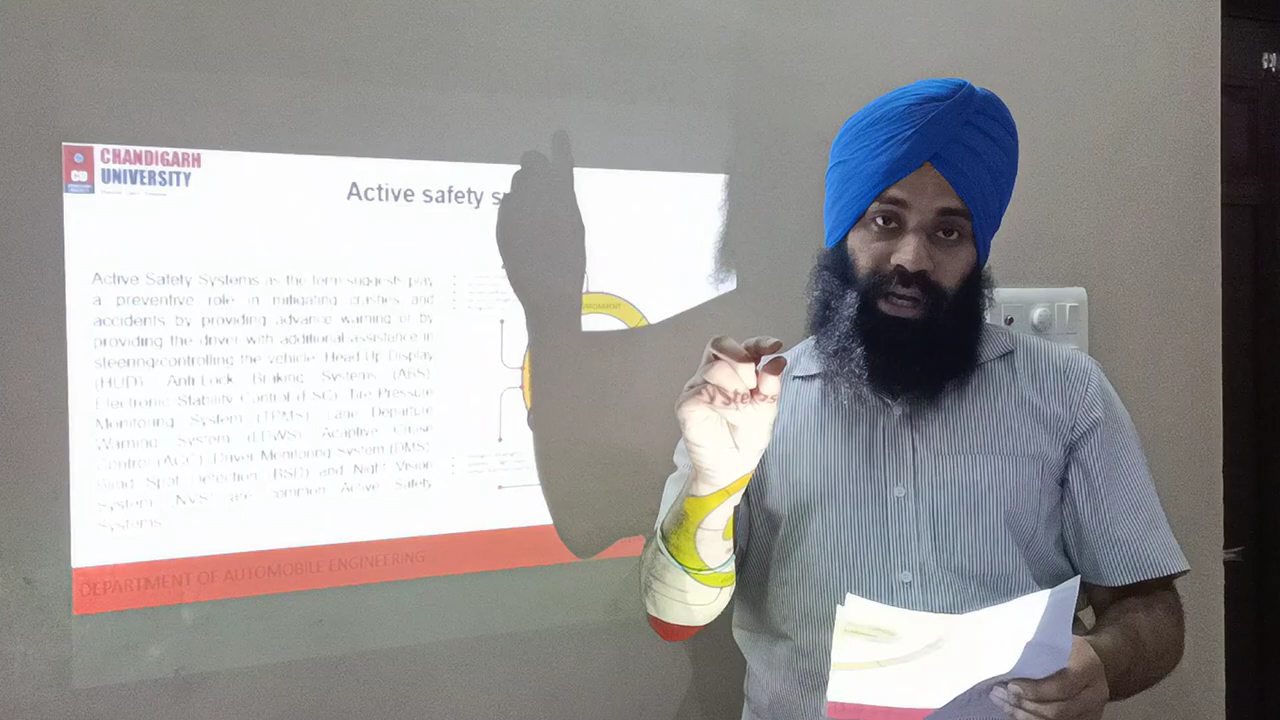 CHANDIGARH
UNIVERSITY
CU
Active safety s
ystems
Active Safety Systems as the term suggests play
a preventive role in mitigating crashes and
accidents by providing advance warning or by
providing the driver with additional assistance in
steering/controlling the vehicle. Head Up Display
(HUD), Anti-Lock Braking Systems (ABS),
Electronic Stability Control (ESC), Tire Pressure
Monitoring System (TPMS), Lane Departure
Warning System (LDWS), Adaptive Cruise
Control (ACC), Driver Monitoring System (DMS),
Blind Spot Detection (BSD) and Night Vision
System (NVS) are common Active Safety
Systems.
DEPARTMENT OF AUTOMOBILE ENGINEERING